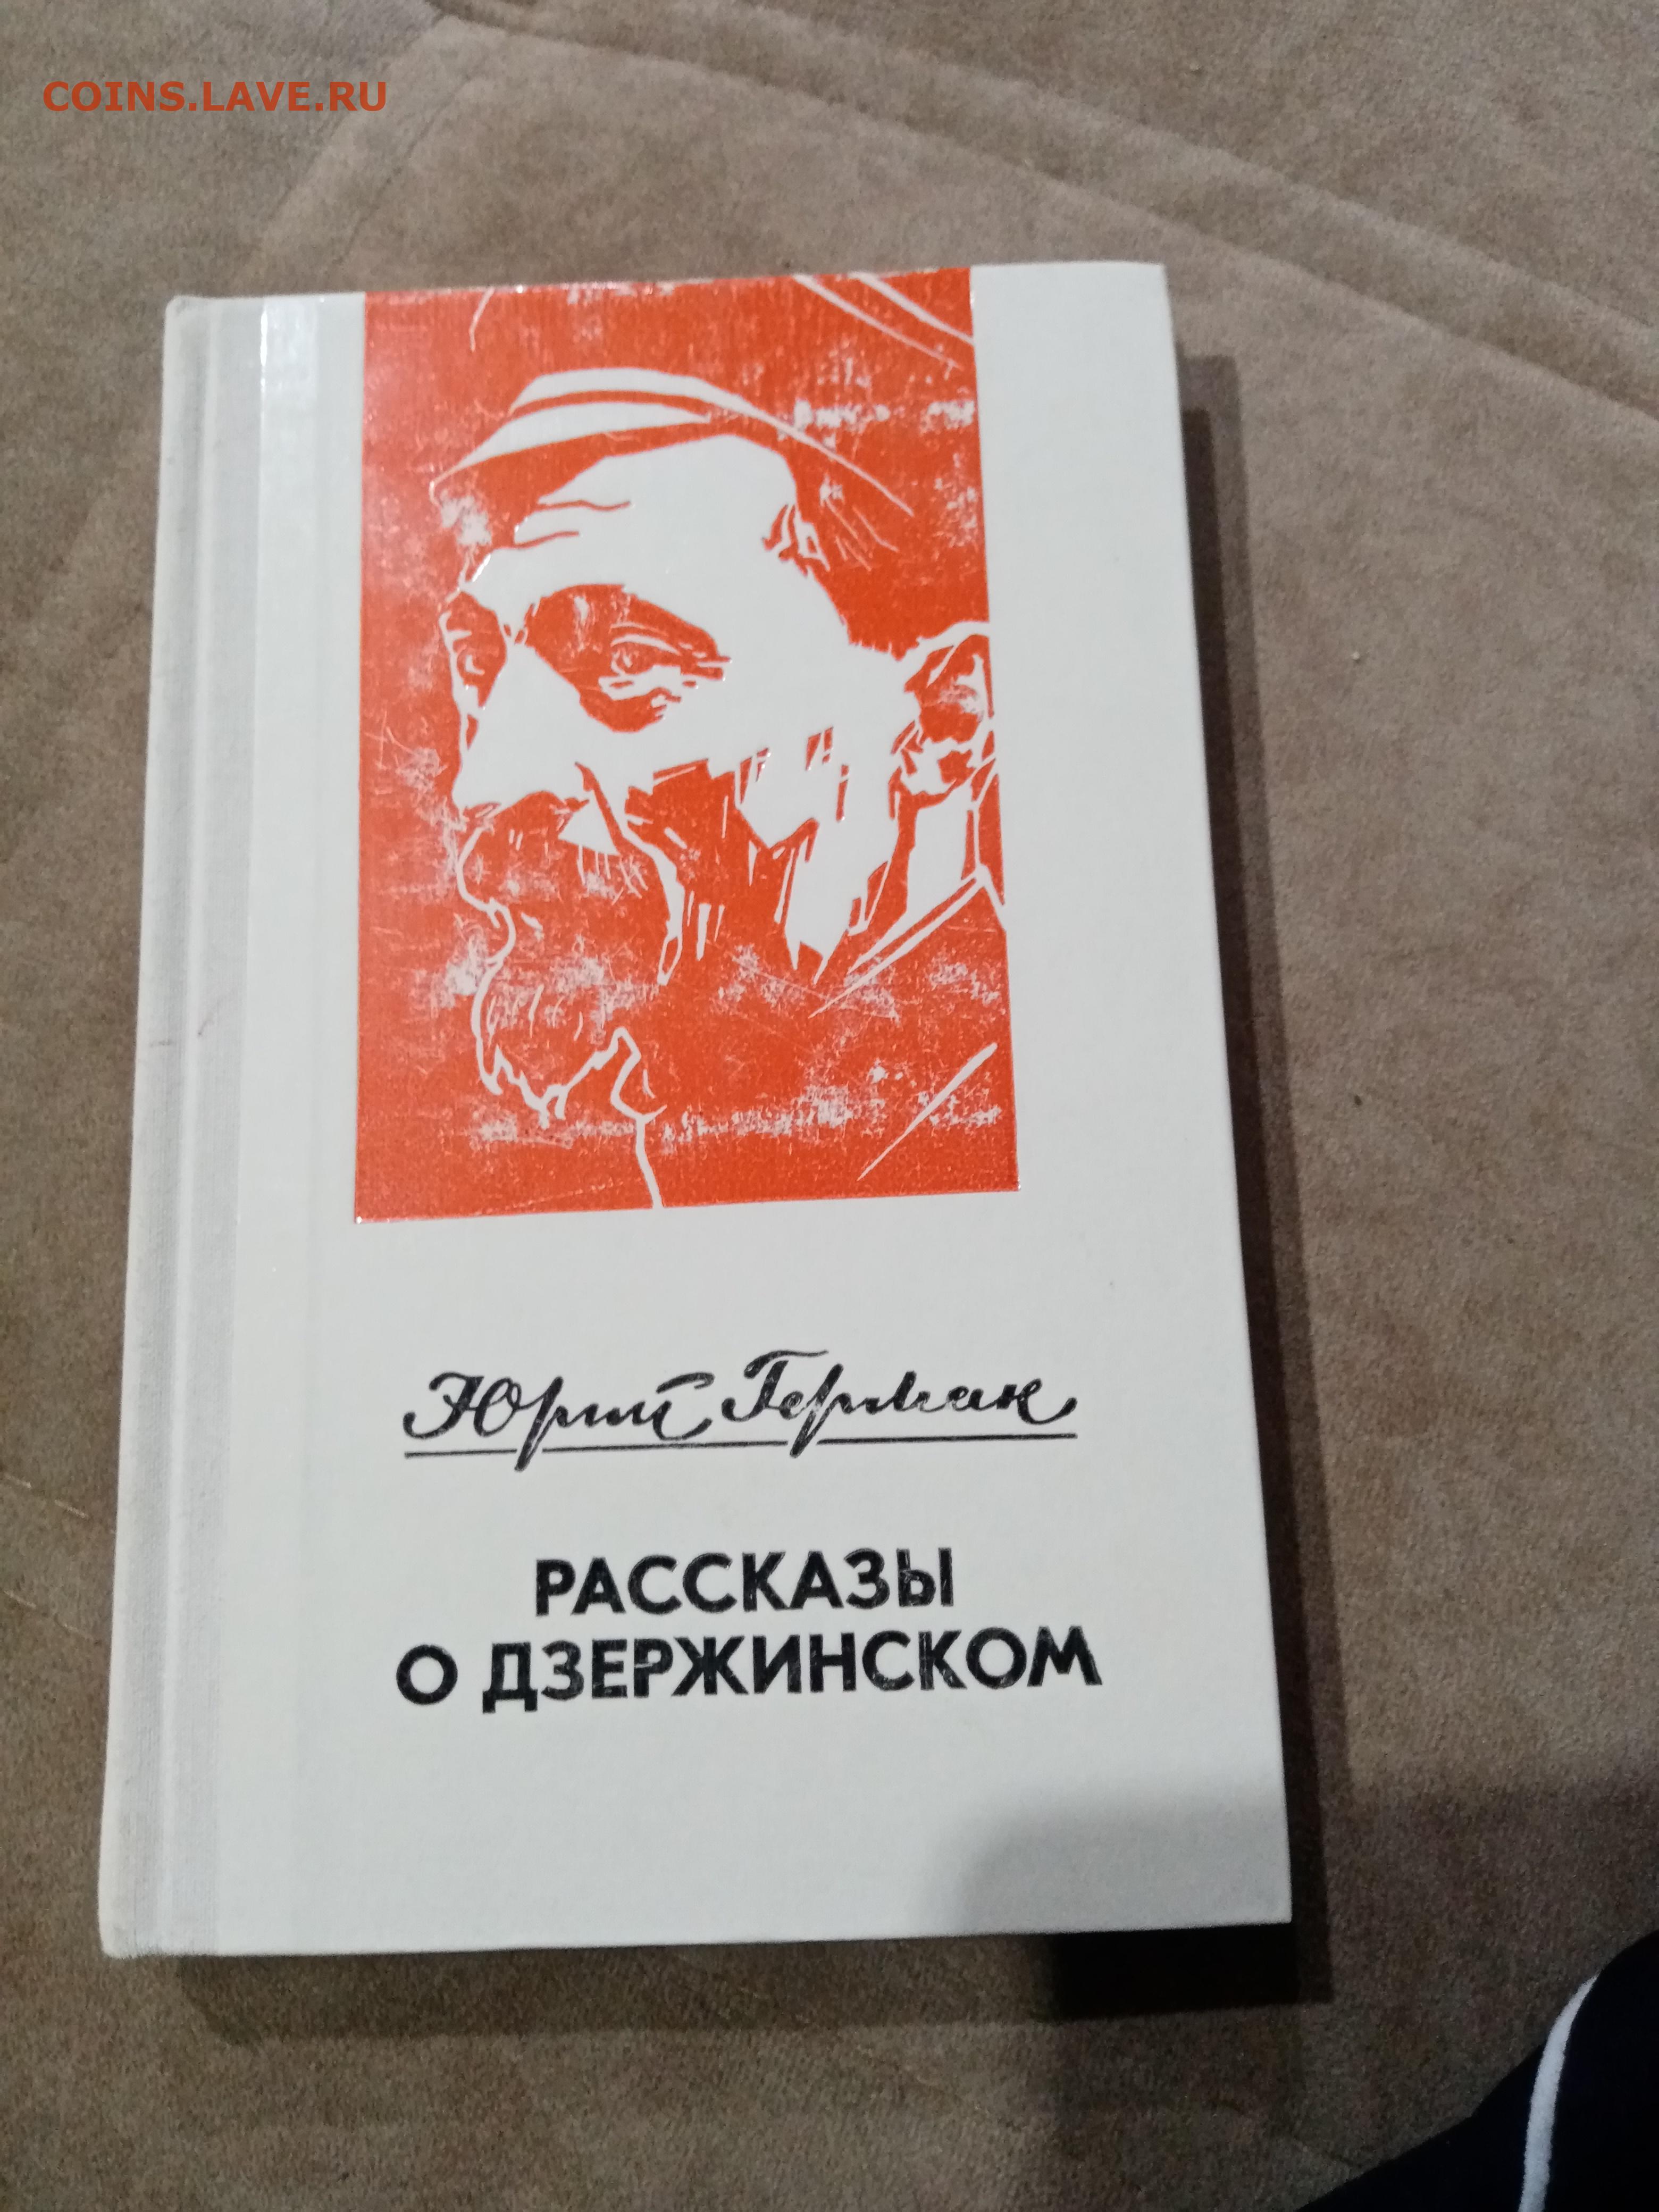 COINS.LAVE.RU
Юрий Герман
РАССКАЗЫ
О ДЗЕРЖИНСКОМ